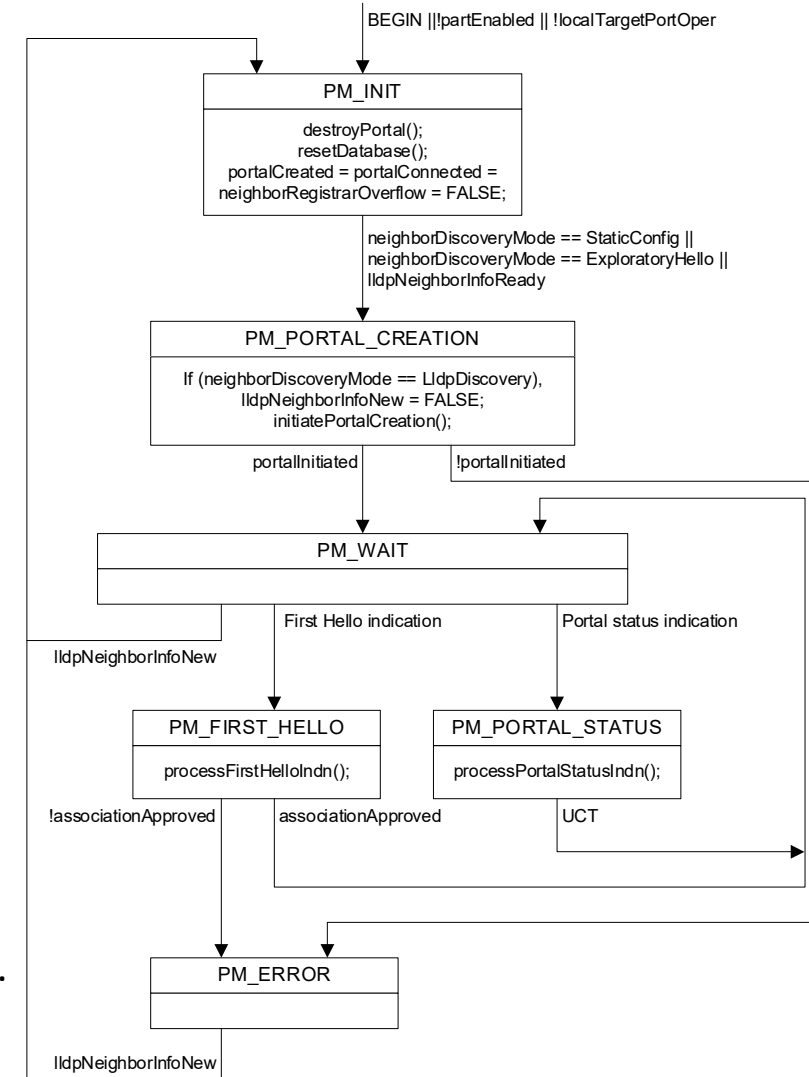 BEGIN ||!partEnabled || !localTargetPortOper
PM_INIT
destroyPortal();
resetDatabase();
portalCreated = portalConnected =
neighborRegistrarOverflow = FALSE;
neighborDiscoveryMode == StaticConfig ||
neighborDiscoveryMode == ExploratoryHello ||
lldpNeighborInfoReady
PM_PORTAL_CREATION
If (neighborDiscoveryMode == LldpDiscovery),
lldpNeighborInfoNew = FALSE;
initiatePortalCreation();
portalInitiated
!portalInitiated
PM_WAIT
First Hello indication
Portal status indication
lldpNeighborInfoNew
PM_FIRST_HELLO
PM_PORTAL_STATUS
processFirstHelloIndn();
processPortalStatusIndn();
!associationApproved
associationApproved
UCT
.
PM_ERROR
lldpNeighborInfoNew